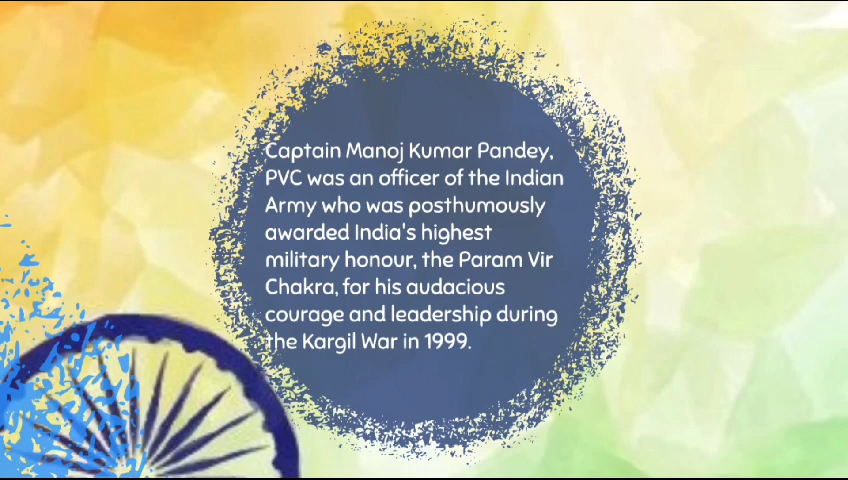 Captain Manoj Kumar Pandey,
PVC was an officer of the Indian
Army who was posthumously
awarded India's highest
military honour, the Param Vir
Chakra, for his audacious
courage and leadership during
the Kargil War in 1999.